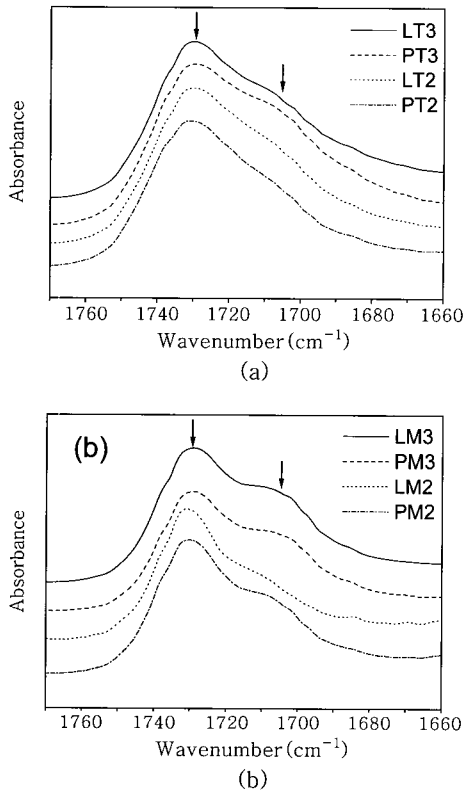 LT3
PT3
LT2
PT2
Absorbance
1760 1740 1720 1700 1680 1660
Wavenumber(cm⁻¹)
(a)
(b)
LM3
PM3
LM2
PM2
Absorbance
1760 1740 1720 1700 1680 1660
Wavenumber(cm⁻¹)
(b)